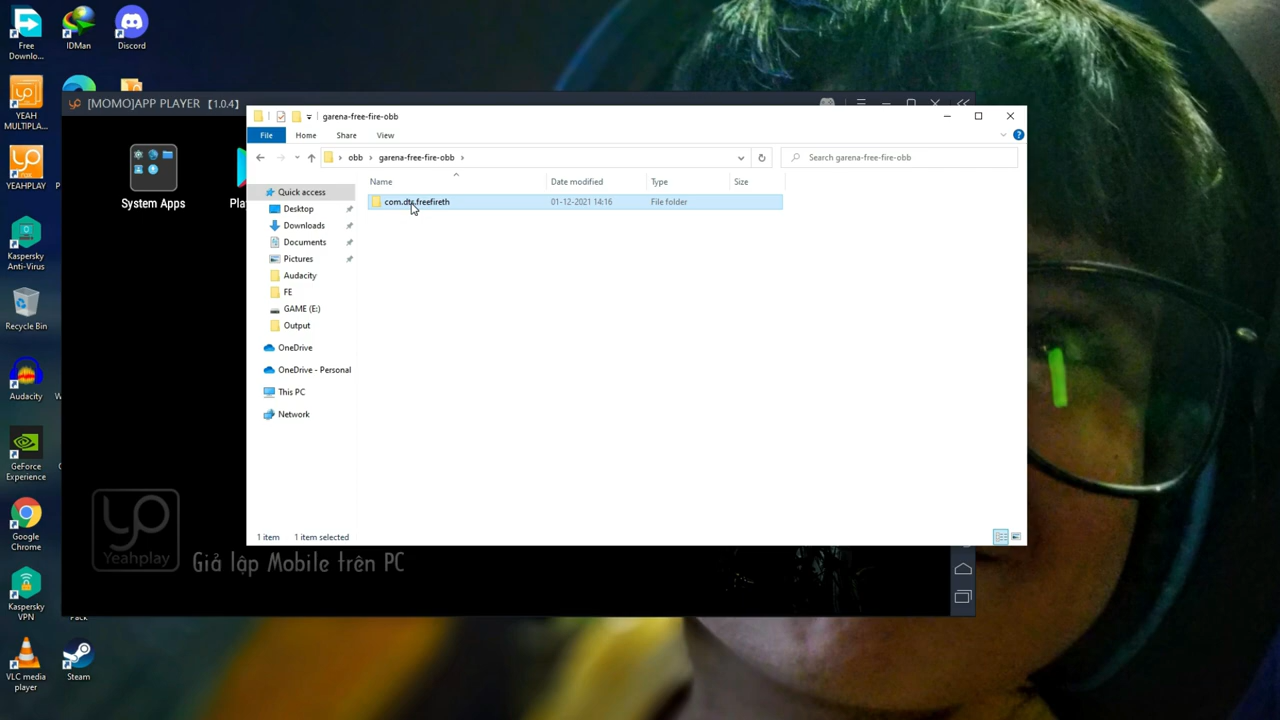 Free
Downlo...
IDMan
Discord
YEAH
MULTIPLA...
YEAHPLAY
Kaspersky
Anti-Virus
Recycle Bin
Audacity
GeForce
Experience
Google
Chrome
Kaspersky
VPN
Pack
VLC media
player
Steam
[MOMO]APP PLAYER 【1.0.4】
System Apps
Yeahplay
Giả lập Mobile trên PC
garena-free-fire-obb
File
Home
Share
View
obb
garena-free-fire-obb
Search garena-free-fire-obb
Name
Date modified
Type
Size
com.dts.freefireth
01-12-2021 14:16
File folder
Quick access
Desktop
Downloads
Documents
Pictures
Audacity
FE
GAME (E:)
Output
OneDrive
OneDrive - Personal
This PC
Network
1 item
1 item selected